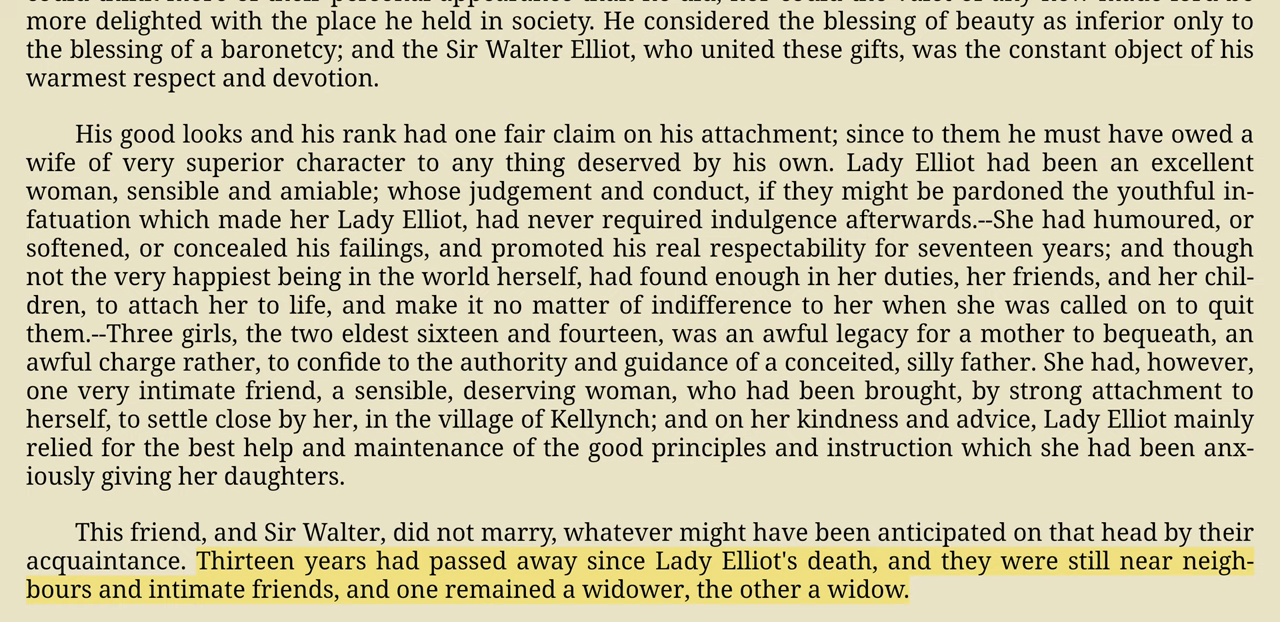 more delighted with the place he held in society. He considered the blessing of beauty as inferior only to
the blessing of a baronetcy; and the Sir Walter Elliot, who united these gifts, was the constant object of his
warmest respect and devotion.
His good looks and his rank had one fair claim on his attachment; since to them he must have owed a
wife of very superior character to any thing deserved by his own. Lady Elliot had been an excellent
woman, sensible and amiable; whose judgement and conduct, if they might be pardoned the youthful in-
fatuation which made her Lady Elliot, had never required indulgence afterwards.--She had humoured, or
softened, or concealed his failings, and promoted his real respectability for seventeen years; and though
not the very happiest being in the world herself, had found enough in her duties, her friends, and her chil-
dren, to attach her to life, and make it no matter of indifference to her when she was called on to quit
them.--Three girls, the two eldest sixteen and fourteen, was an awful legacy for a mother to bequeath, an
awful charge rather, to confide to the authority and guidance of a conceited, silly father. She had, however,
one very intimate friend, a sensible, deserving woman, who had been brought, by strong attachment to
herself, to settle close by her, in the village of Kellynch; and on her kindness and advice, Lady Elliot mainly
relied for the best help and maintenance of the good principles and instruction which she had been anx-
iously giving her daughters.
This friend, and Sir Walter, did not marry, whatever might have been anticipated on that head by their
acquaintance. Thirteen years had passed away since Lady Elliot's death, and they were still near neigh-
bours and intimate friends, and one remained a widower, the other a widow.